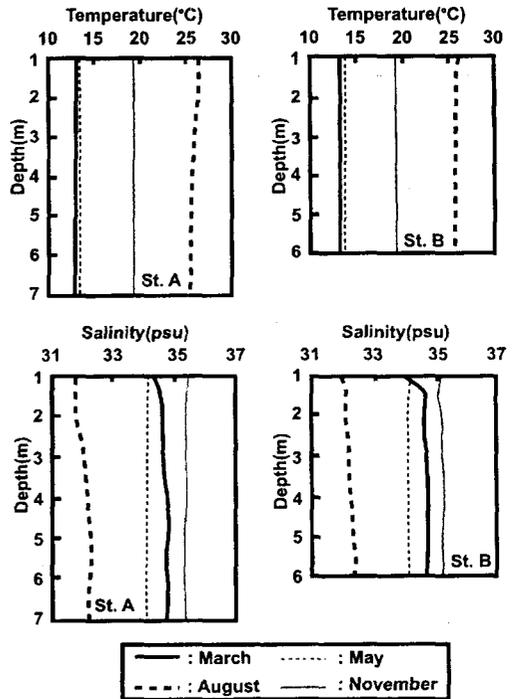 Temperature(°C)
10 13 20 25 30
1
2
3
4
5
6
7
Depth(m)
St. A
Temperature(°C)
10 15 20 25 30
1
2
3
4
5
6
Depth(m)
St. B
Salinity(psu)
31 33 35 37
1
2
3
4
5
6
7
Depth(m)
St. A
Salinity(psu)
31 33 35 37
1
2
3
4
5
6
Depth(m)
St. B
: March : May
: August : November